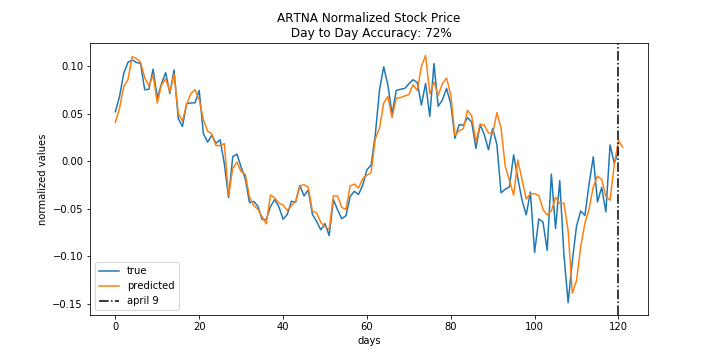 ARTNA Normalized Stock Price
Day to Day Accuracy: 72%
normalized values
0.10
0.05
0.00
−0.05
−0.10
−0.15
true
predicted
april 9
0
20
40
60
80
100
120
days